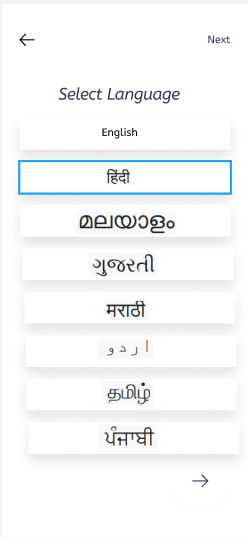 Next
Select Language
English
हिंदी
മലയാളം
ગુજરતી
मराठी
اردو
தமிழ்
ਪੰਜਾਬੀ